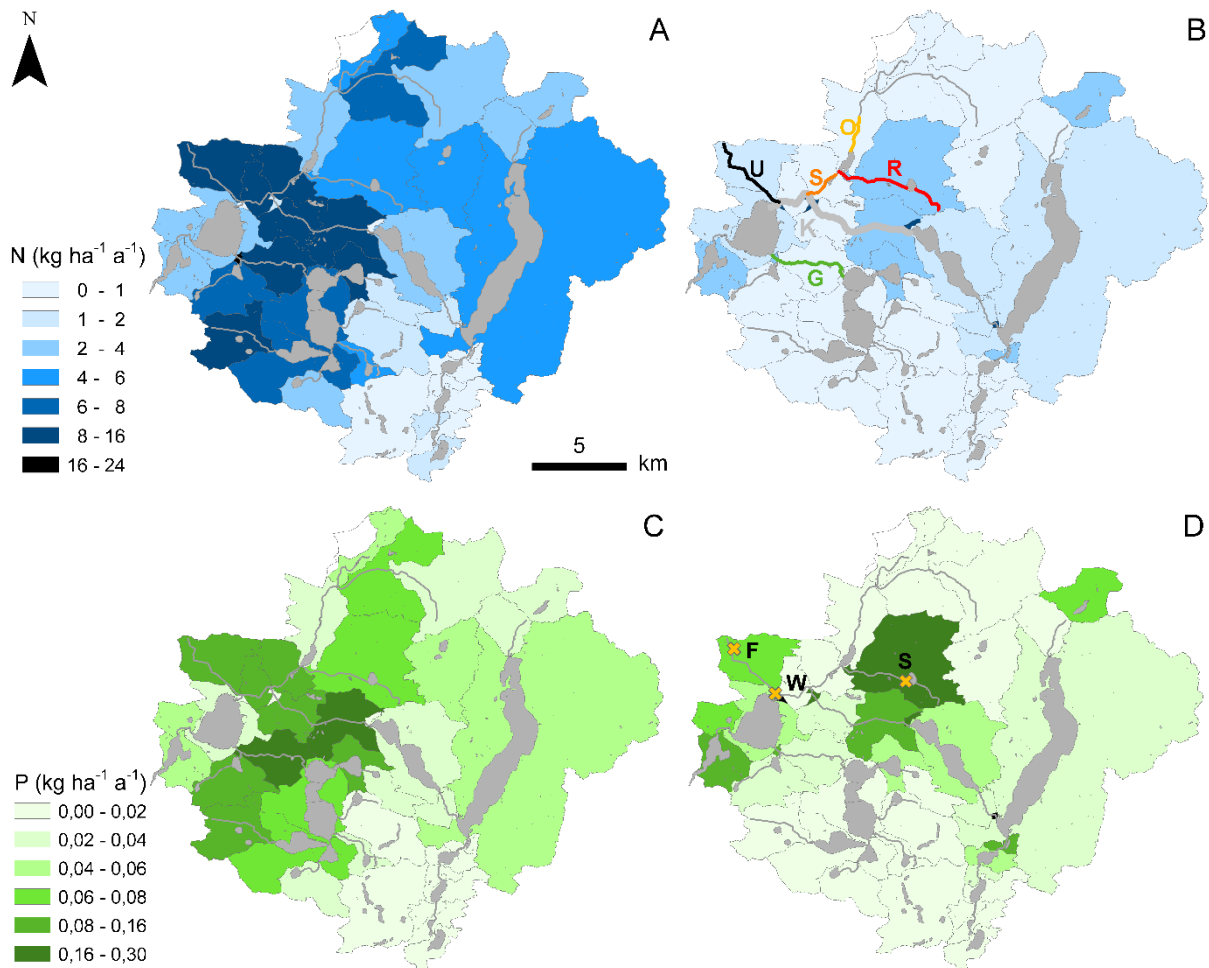 N
A
B
N (kg ha⁻¹ a⁻¹)
0 - 1
1 - 2
2 - 4
4 - 6
6 - 8
8 - 16
16 - 24
O
U
S
R
K
G
5
km
C
D
P (kg ha⁻¹ a⁻¹)
0,00 - 0,02
0,02 - 0,04
0,04 - 0,06
0,06 - 0,08
0,08 - 0,16
0,16 - 0,30
F
S
W